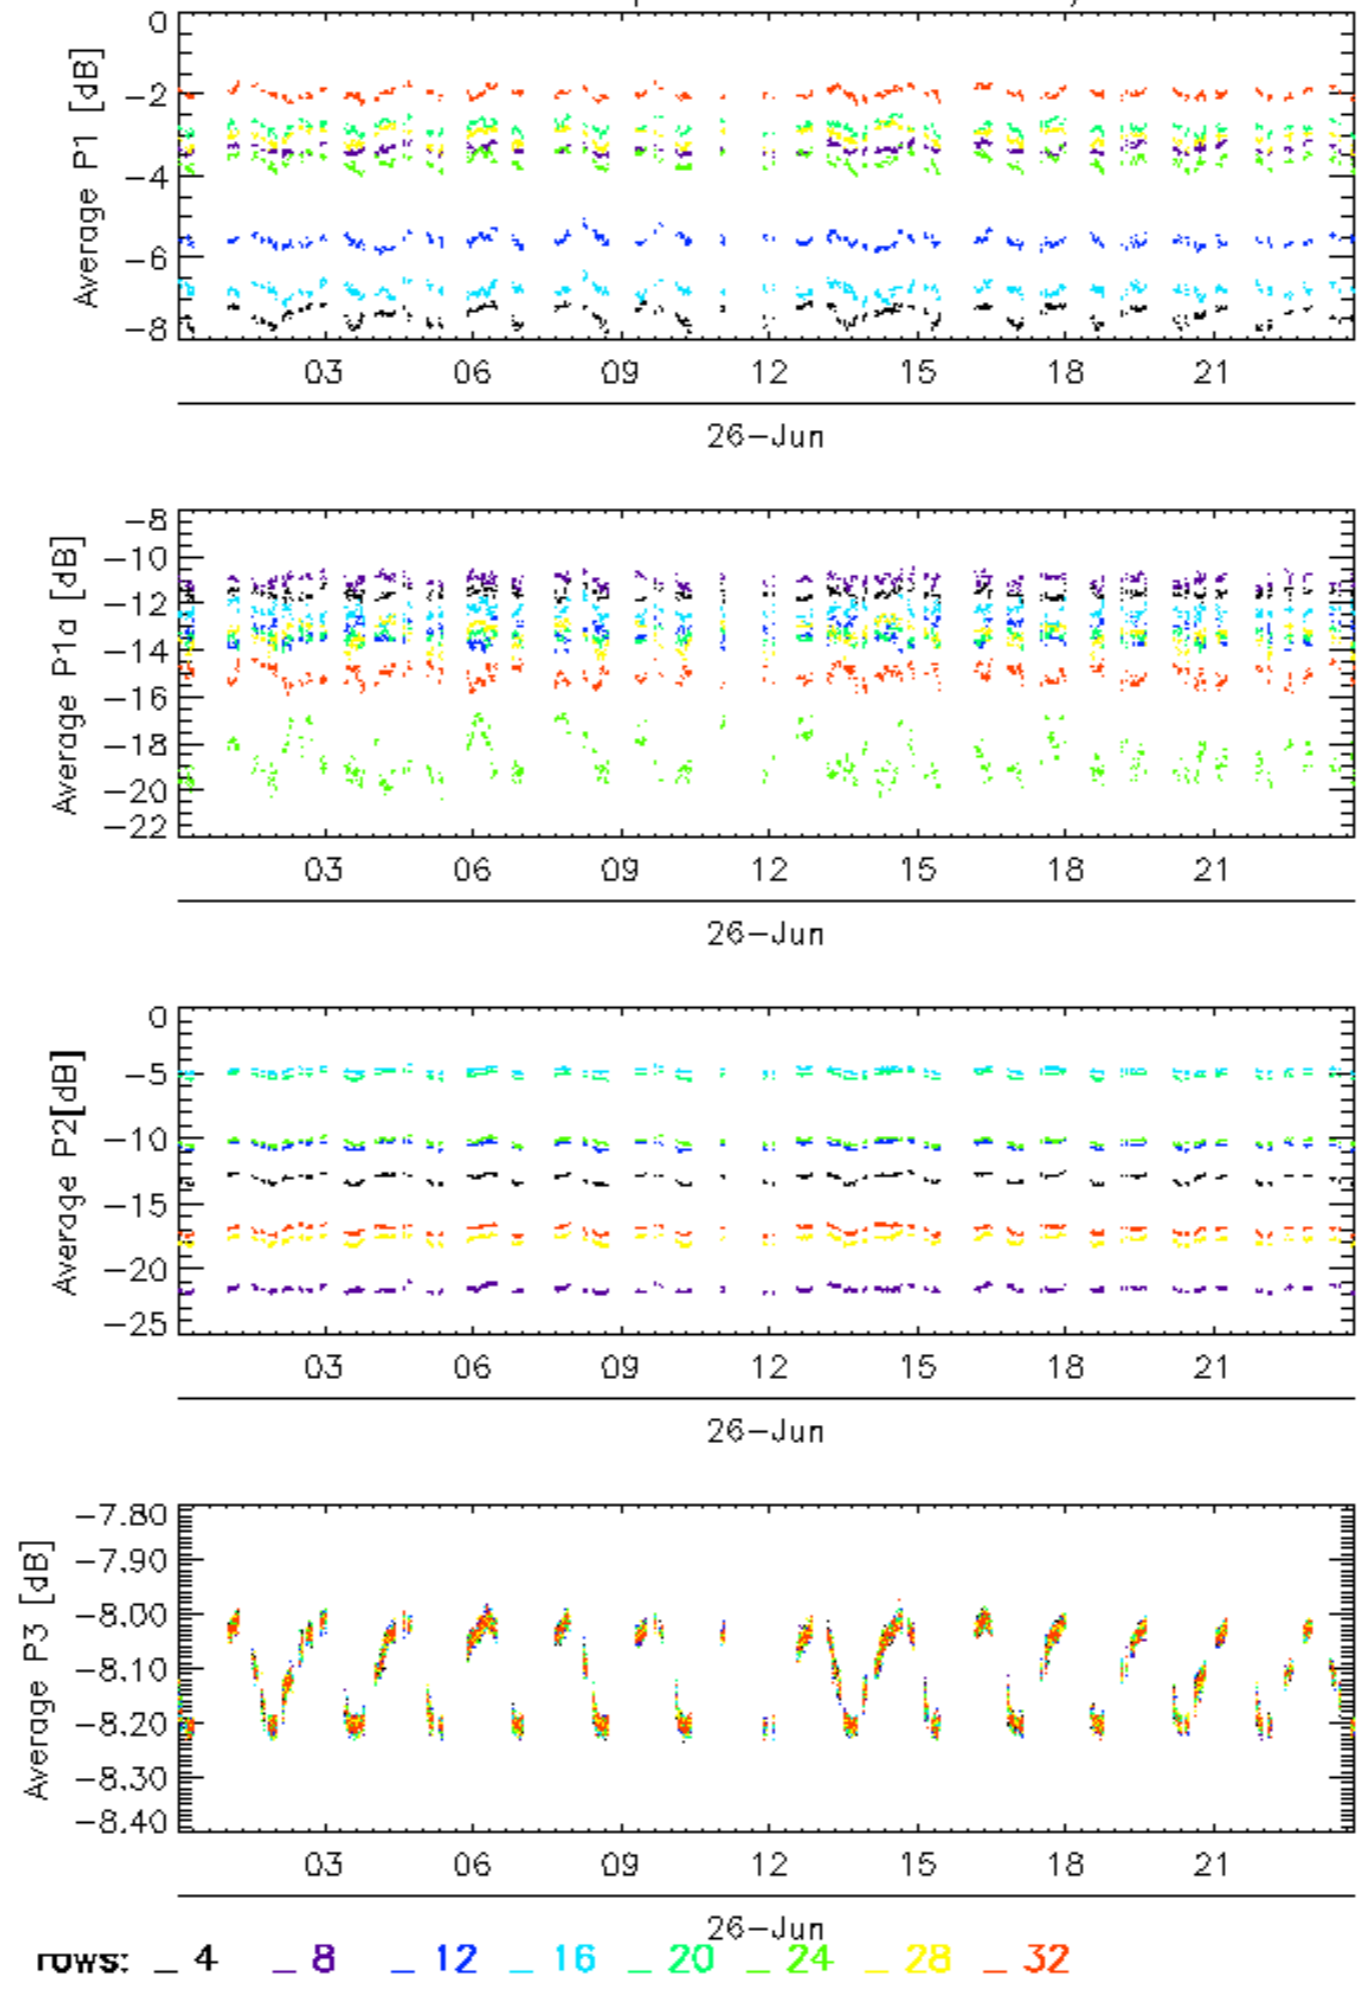 0
−2
−4
−6
−8
Average P1 [dB]
03 06 09 12 15 18 21
26−Jun
−8
−10
−12
−14
−16
−18
−20
−22
Average P1a [dB]
03 06 09 12 15 18 21
26−Jun
0
−5
−10
−15
−20
−25
Average P2[dB]
03 06 09 12 15 18 21
26−Jun
−7.80
−7.90
−8.00
−8.10
−8.20
−8.30
−8.40
Average P3 [dB]
03 06 09 12 15 18 21
26−Jun
rows: _ 4 _ 8 _ 12 _ 16 _ 20 _ 24 _ 28 _ 32